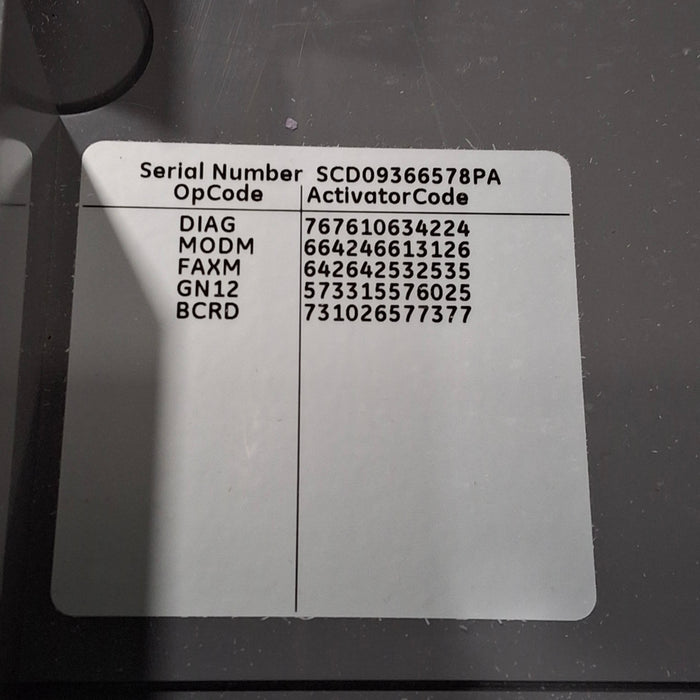 Serial Number SCD09366578PA
OpCode ActivatorCode
DIAG 767610634224
MODM 664246613126
FAXM 642642532535
GN12 573315576025
BCRD 731026577377